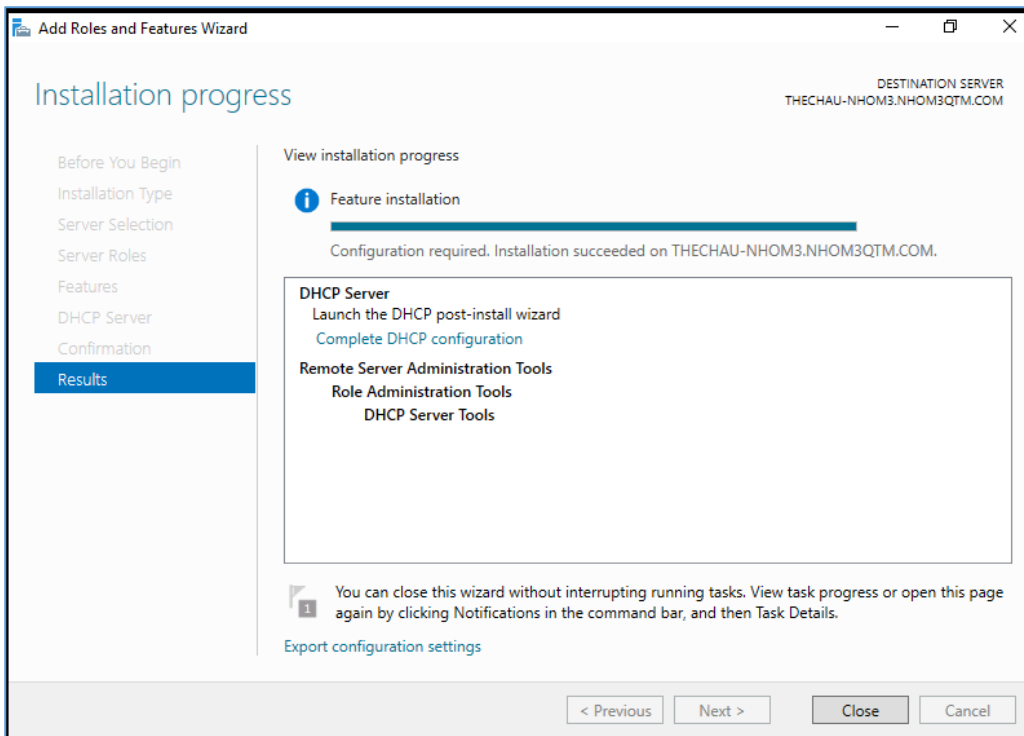 Add Roles and Features Wizard
Installation progress
DESTINATION SERVER
THECHAU-NHOM3.NHOM3QTM.COM
Before You Begin
Installation Type
Server Selection
Server Roles
Features
DHCP Server
Confirmation
Results
View installation progress
Feature installation
Configuration required. Installation succeeded on THECHAU-NHOM3.NHOM3QTM.COM.
DHCP Server
Launch the DHCP post-install wizard
Complete DHCP configuration
Remote Server Administration Tools
Role Administration Tools
DHCP Server Tools
1
You can close this wizard without interrupting running tasks. View task progress or open this page
again by clicking Notifications in the command bar, and then Task Details.
Export configuration settings
< Previous
Next >
Close
Cancel